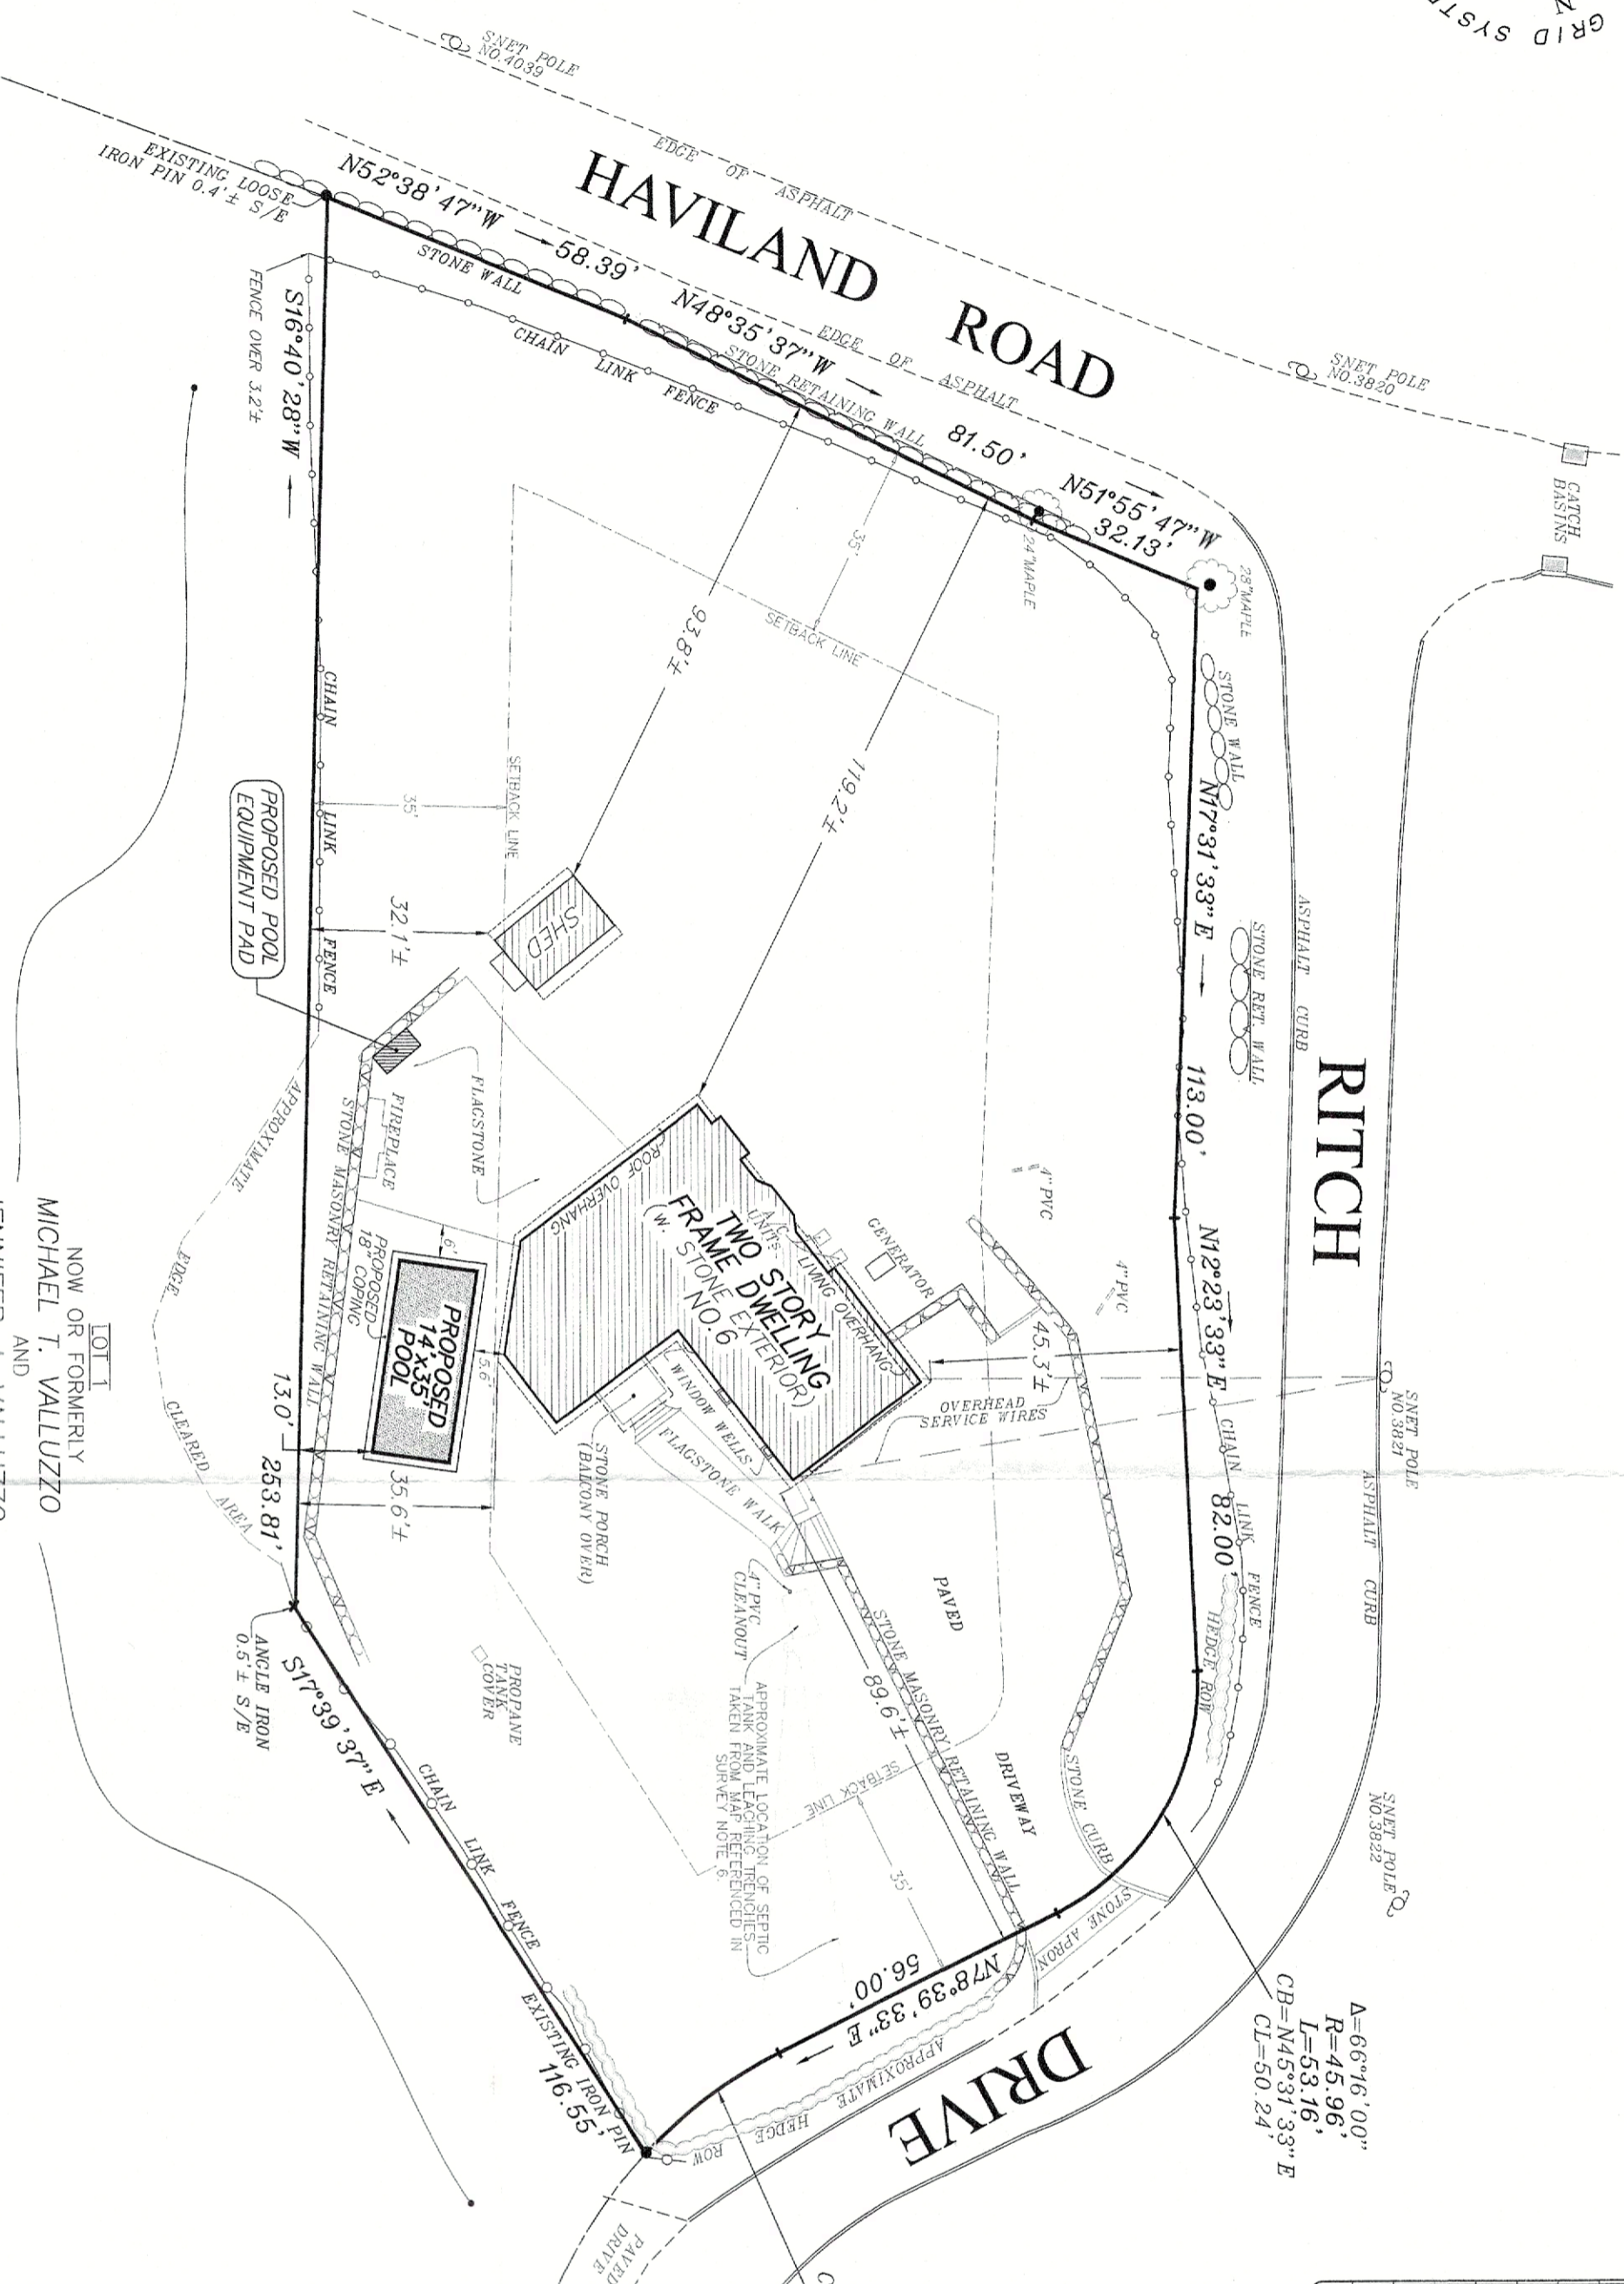 GRID SYSTE
N
SNET POLE
NO.4039
EDGE OF ASPHALT
HAVILAND ROAD
EXISTING LOOSE
IRON PIN 0.4'± S/E
N52°38'47"W
58.39'
STONE WALL
N48°35'37"W
81.50'
EDGE OF ASPHALT
STONE RETAINING WALL
CHAIN LINK FENCE
N51°55'47"W
32.13'
24"MAPLE
28"MAPLE
SNET POLE
NO.3820
CATCH
BASINS
FENCE OVER 3.2'±
S16°40'28"W
35'
SETBACK LINE
93.8'±
119.2'±
STONE WALL
N17°31'33"E
113.00'
STONE RET. WALL
ASPHALT CURB
RITCH
CHAIN LINK FENCE
35'
SETBACK LINE
32.1'±
SHED
PROPOSED POOL
EQUIPMENT PAD
FLAGSTONE
FIREPLACE
STONE MASONRY RETAINING WALL
APPROXIMATE EDGE CLEARED AREA
ROOF OVERHANG
TWO STORY
FRAME DWELLING
(W. STONE EXTERIOR)
NO.6
A/C
UNITS
LIVING OVERHANG
GENERATOR
4" PVC
4" PVC
6'
PROPOSED
18" COPING
PROPOSED
14'x35'
POOL
5.6'
13.0'
253.81'
35.6'±
WINDOW WELLS
FLAGSTONE WALK
STONE PORCH
(BALCONY OVER)
45.3'±
OVERHEAD
SERVICE WIRES
N12°23'33"E
82.00'
CHAIN LINK FENCE
HEDGE ROW
SNET POLE
NO.3821
ASPHALT CURB
SNET POLE
NO.3822
LOT 1
NOW OR FORMERLY
MICHAEL T. VALUZZO
AND
ANGLE IRON
0.5'± S/E
S17°39'37"E
PROPANE
TANK
COVER
4" PVC
CLEANOUT
APPROXIMATE LOCATION OF SEPTIC
TANK AND LEACHING TRENCHES
TAKEN FROM MAP REFERENCED IN
SURVEY NOTE 6.
PAVED
DRIVEWAY
STONE MASONRY RETAINING WALL
89.6'±
SETBACK LINE
35'
STONE CURB
STONE APRON
N78°39'33"E
56.00'
APPROXIMATE HEDGE ROW
DRIVE
Δ=66°16'00"
R=45.96'
L=53.16'
CB=N45°31'33"E
CL=50.24'
CHAIN LINK FENCE
EXISTING IRON PIN
116.55'
PAVED
DRIVE